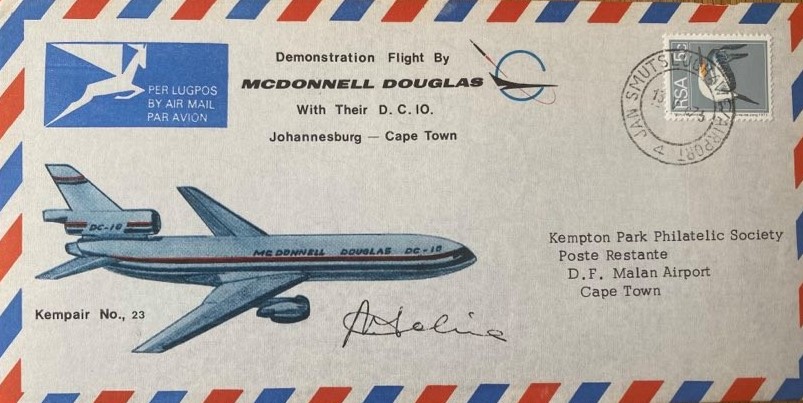 PER LUGPOS
BY AIR MAIL
PAR AVION
Demonstration Flight By
MCDONNELL DOUGLAS
With Their D.C.10.
Johannesburg — Cape Town
RSA 5c
JAN SMUTS LUGHAWE
AIRPORT
4
DC-10
MCDONNELL DOUGLAS DC-10
Kempair No., 23
Kempton Park Philatelic Society
Poste Restante
D.F. Malan Airport
Cape Town